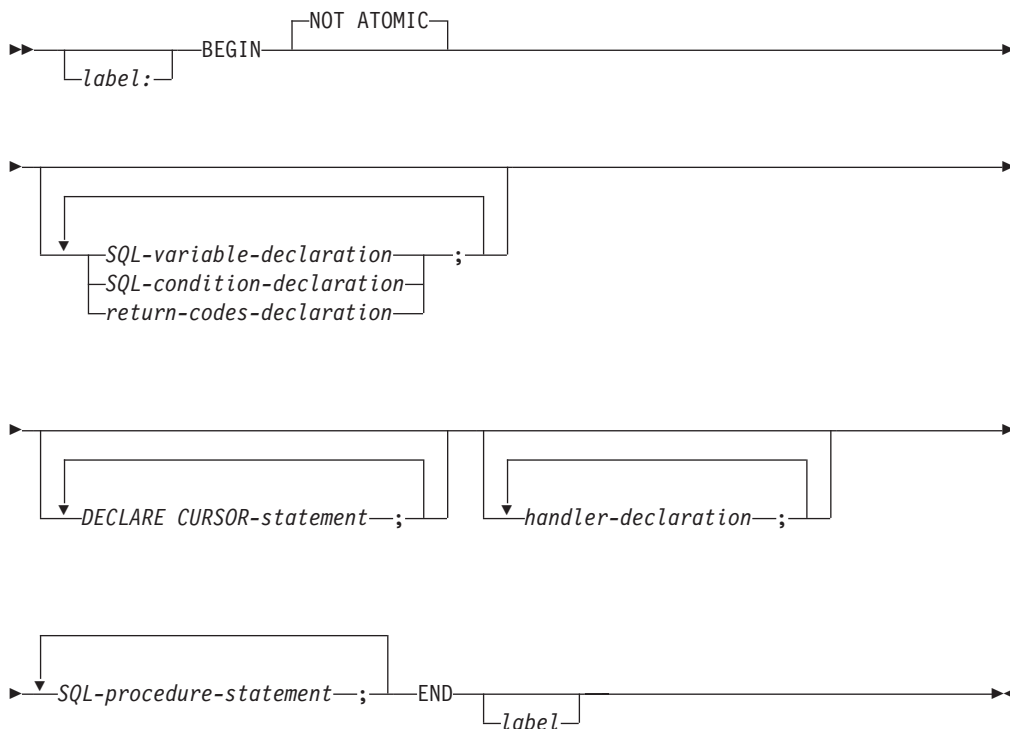 NOT ATOMIC
BEGIN
label:
SQL-variable-declaration ;
SQL-condition-declaration
return-codes-declaration
DECLARE CURSOR-statement ; handler-declaration ;
SQL-procedure-statement ; END
label